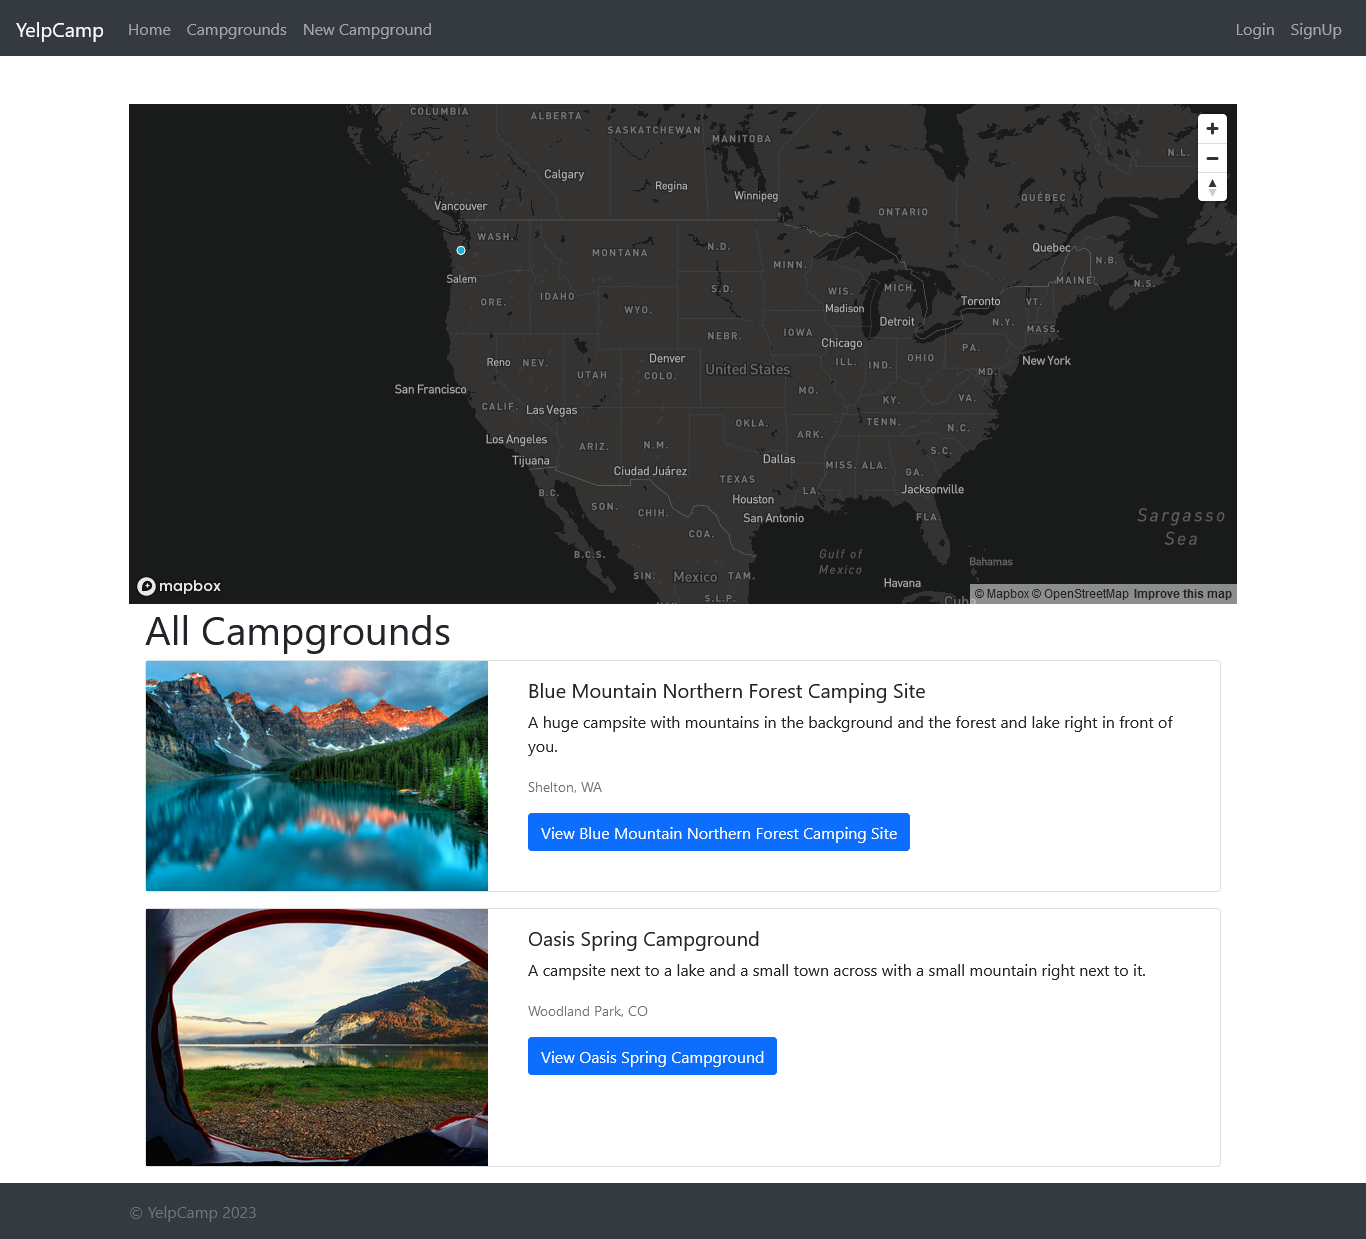 YelpCamp Home Campgrounds New Campground Login SignUp
COLUMBIA
ALBERTA
SASKATCHEWAN
MANITOBA
N.L.
Calgary
Regina
Winnipeg
QUÉBEC
Vancouver
ONTARIO
WASH.
MONTANA
N.D.
Quebec
N.B.
MINN.
Salem
MAINE
N.S.
S.D.
WIS.
MICH.
IDAHO
ORE.
WYO.
Madison
Toronto
VT.
Detroit
N.Y.
MASS.
NEBR.
IOWA
Chicago
PA.
Reno
NEV.
Denver
ILL.
IND.
OHIO
New York
UTAH
COLO.
United States
MD.
San Francisco
MO.
CALIF.
Las Vegas
KY.
VA.
OKLA.
TENN.
N.C.
Los Angeles
ARIZ.
N.M.
ARK.
Tijuana
Dallas
MISS.
ALA.
S.C.
Ciudad Juárez
TEXAS
GA.
B.C.
Houston
LA.
Jacksonville
SON.
CHIH.
San Antonio
FLA.
Sargasso
Sea
COA.
B.C.S.
Gulf of
Mexico
Bahamas
SIN.
Mexico
TAM.
Havana
mapbox
S.L.P.
Cuba
© Mapbox © OpenStreetMap Improve this map
All Campgrounds
Blue Mountain Northern Forest Camping Site
A huge campsite with mountains in the background and the forest and lake right in front of
you.
Shelton, WA
View Blue Mountain Northern Forest Camping Site
Oasis Spring Campground
A campsite next to a lake and a small town across with a small mountain right next to it.
Woodland Park, CO
View Oasis Spring Campground
© YelpCamp 2023